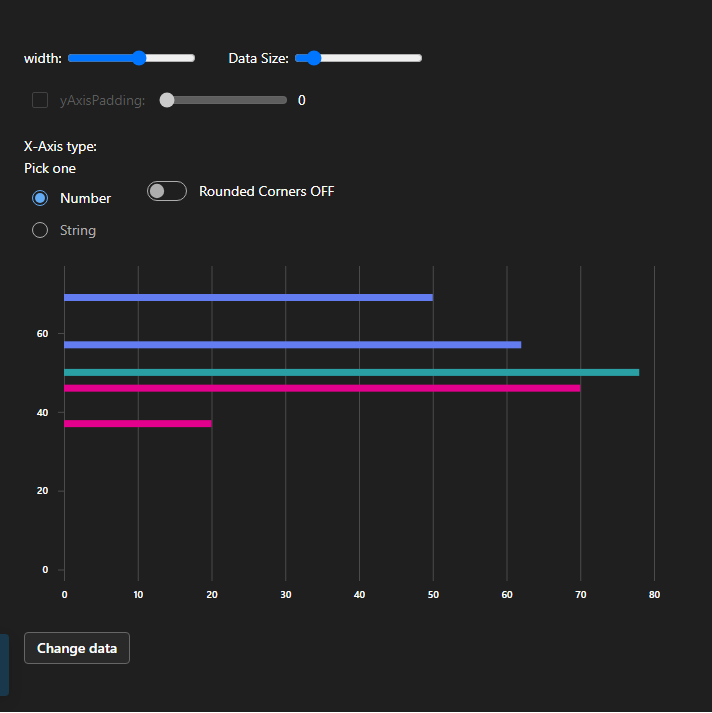 width: Data Size:
yAxisPadding: 0
X-Axis type:
Pick one
Number
Rounded Corners OFF
String
60
40
20
0
0 10 20 30 40 50 60 70 80
Change data